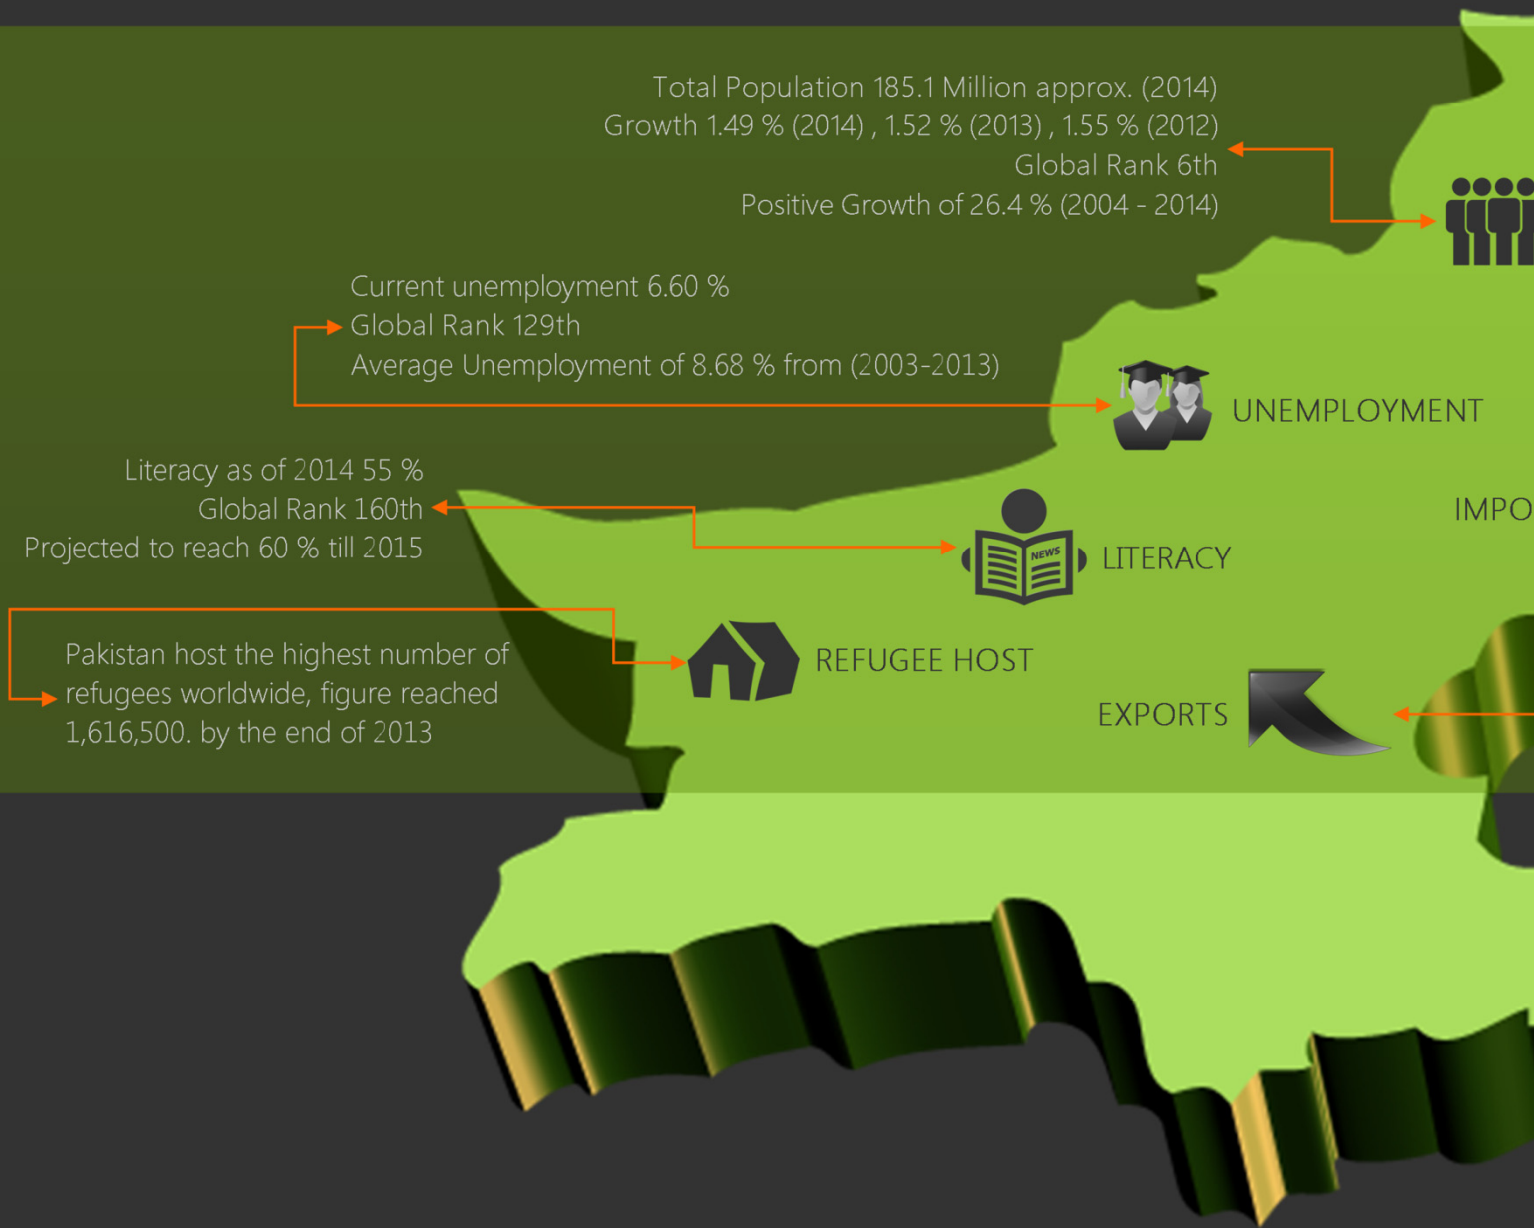 Total Population 185.1 Million approx. (2014)
Growth 1.49 % (2014) , 1.52 % (2013) , 1.55 % (2012)
Global Rank 6th
Positive Growth of 26.4 % (2004 - 2014)
Current unemployment 6.60 %
Global Rank 129th
Average Unemployment of 8.68 % from (2003-2013)
UNEMPLOYMENT
Literacy as of 2014 55 %
Global Rank 160th
Projected to reach 60 % till 2015
IMPO
NEWS
LITERACY
Pakistan host the highest number of
refugees worldwide, figure reached
1,616,500. by the end of 2013
REFUGEE HOST
EXPORTS